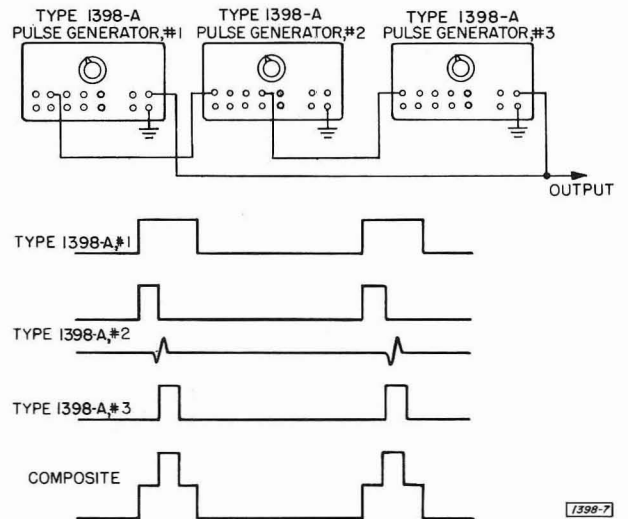 TYPE 1398-A
PULSE GENERATOR,#1
TYPE 1398-A
PULSE GENERATOR,#2
TYPE 1398-A
PULSE GENERATOR,#3
OUTPUT
TYPE 1398-A,#1
TYPE 1398-A,#2
TYPE 1398-A,#3
COMPOSITE
1398-7